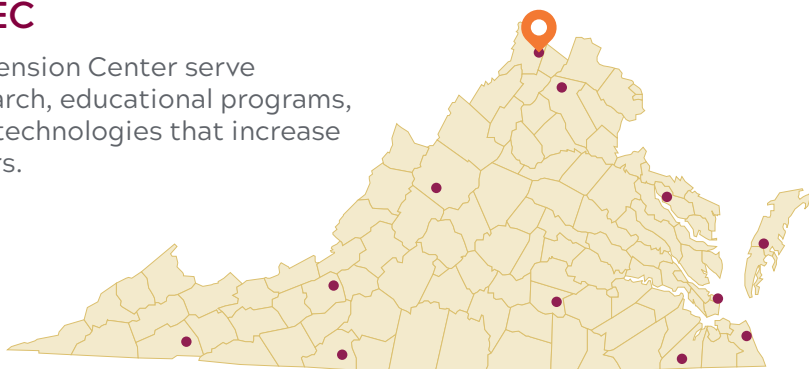 EC
ension Center serve
arch, educational programs,
technologies that increase
rs.